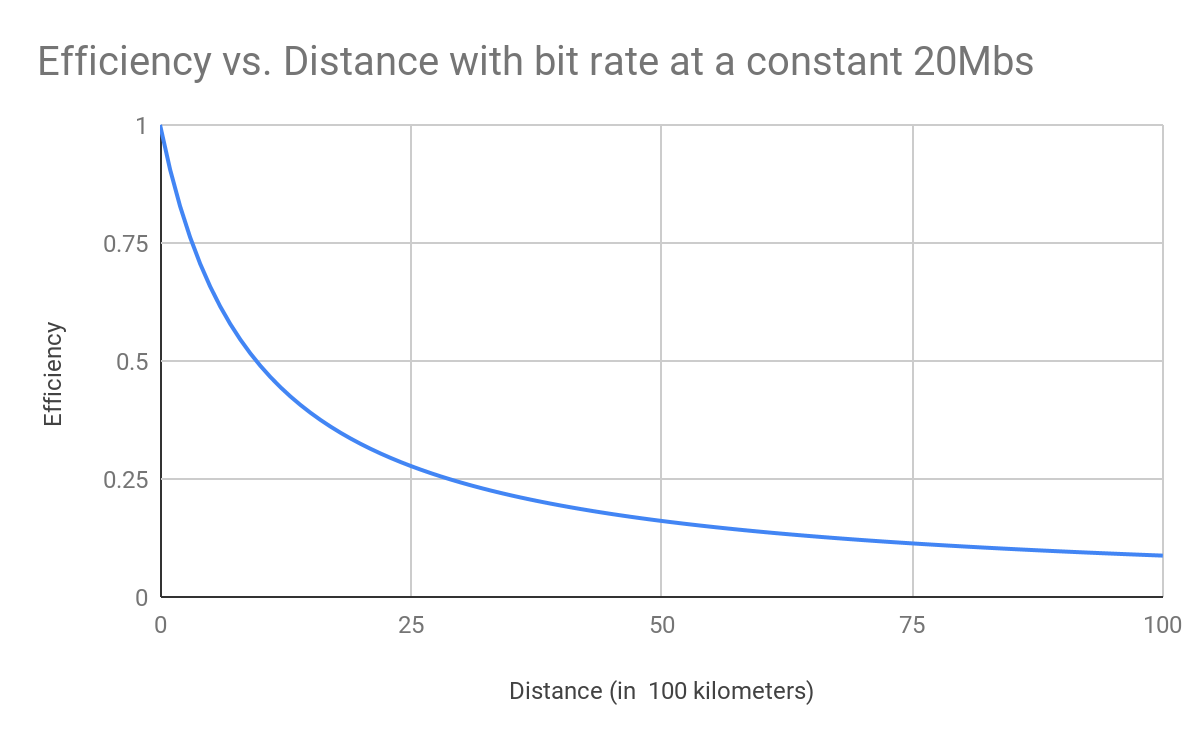 Efficiency vs. Distance with bit rate at a constant 20Mbs
1
0.75
0.5
0.25
0
Efficiency
0 25 50 75 100
Distance (in  100 kilometers)